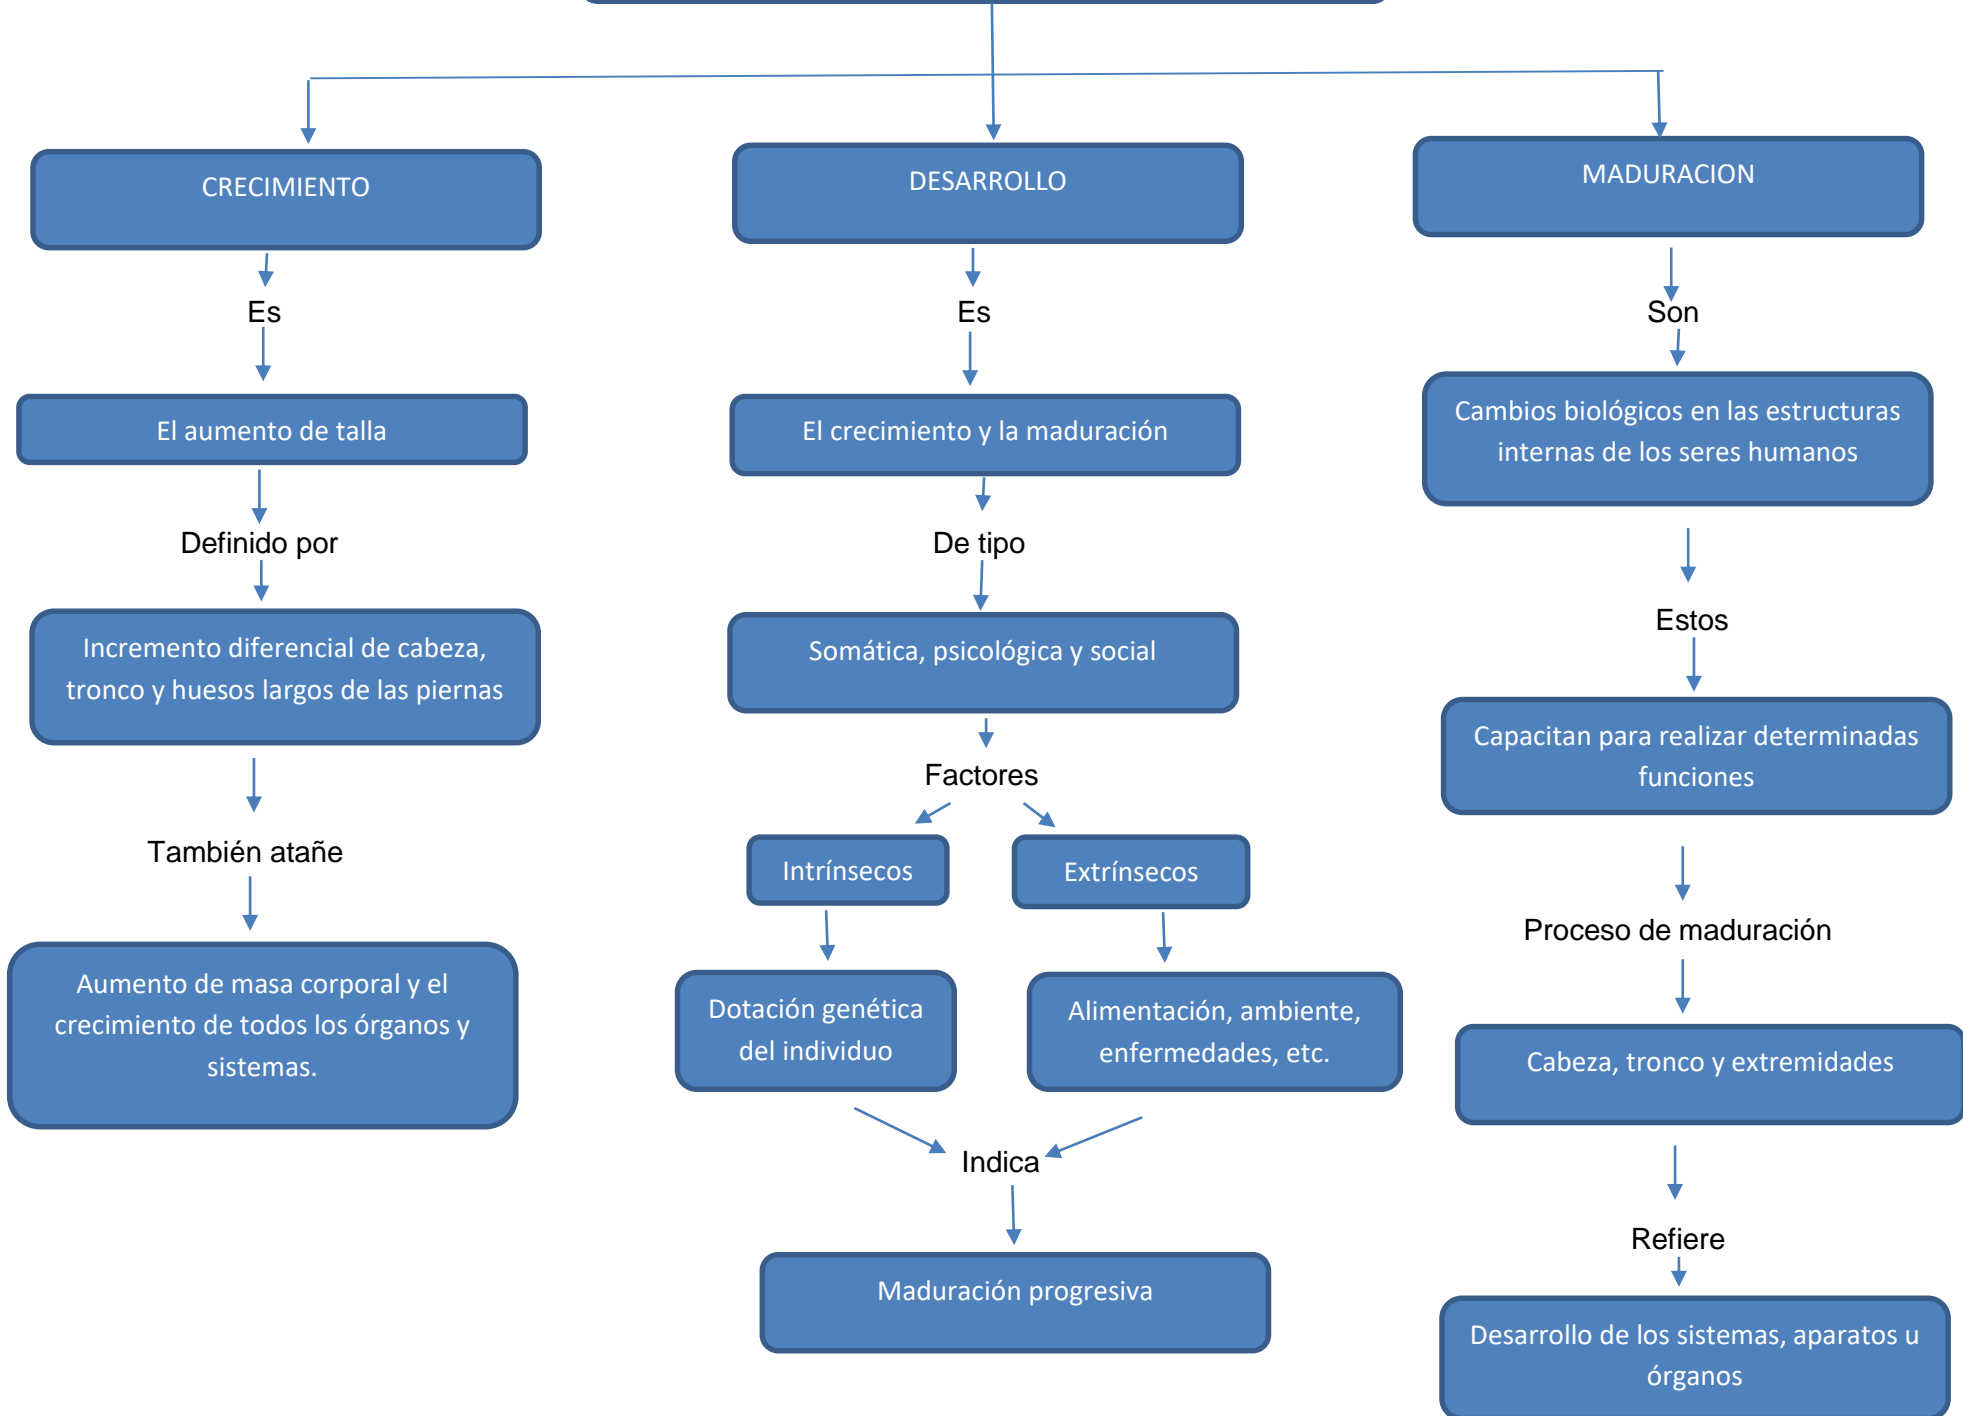 CRECIMIENTO
Es
El aumento de talla
Definido por
Incremento diferencial de cabeza,
tronco y huesos largos de las piernas
También atañe
Aumento de masa corporal y el
crecimiento de todos los órganos y
sistemas.
DESARROLLO
Es
El crecimiento y la maduración
De tipo
Somática, psicológica y social
Factores
Intrínsecos
Extrínsecos
Dotación genética
del individuo
Alimentación, ambiente,
enfermedades, etc.
Indica
Maduración progresiva
MADURACION
Son
Cambios biológicos en las estructuras
internas de los seres humanos
Estos
Capacitan para realizar determinadas
funciones
Proceso de maduración
Cabeza, tronco y extremidades
Refiere
Desarrollo de los sistemas, aparatos u
órganos